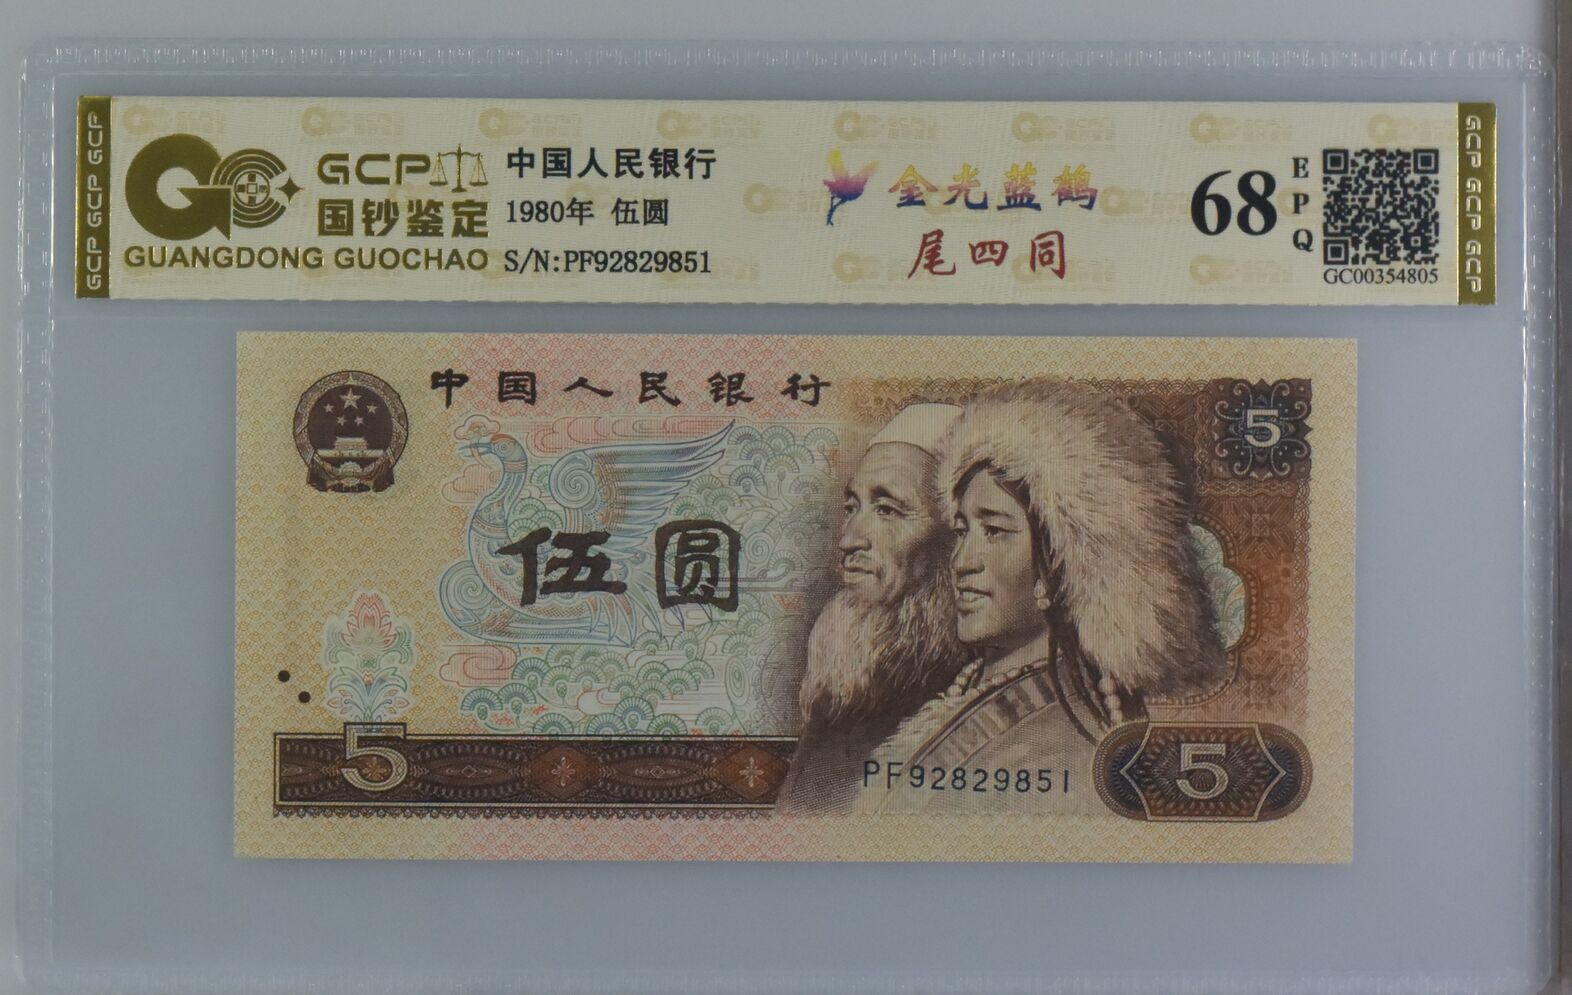 GCP GCP GCP
GCP
国钞鉴定
GUANGDONG GUOCHAO
中国人民银行
1980年 伍圆
S/N:PF92829851
金光蓝鹤
尾四同
68
EPQ
GC00354805
GCP GCP GCP
中国人民银行
5
伍圆
5
PF92829851
5